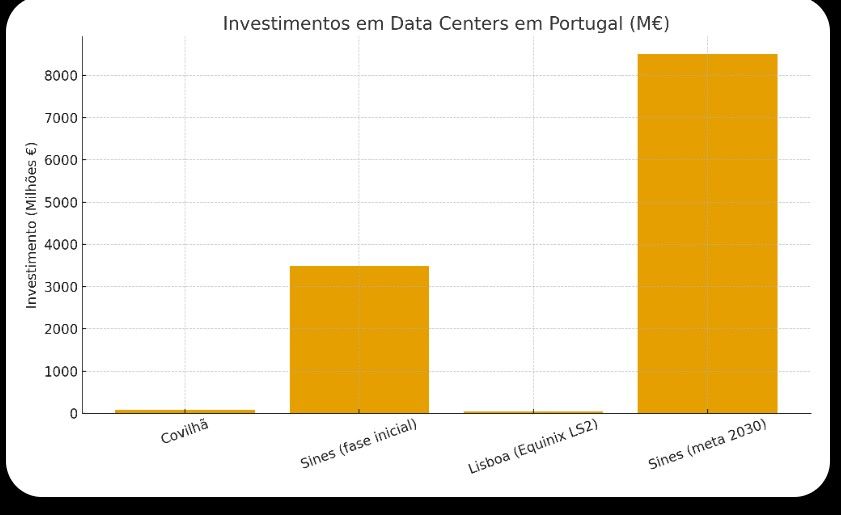 Investimentos em Data Centers em Portugal (M€)
Investimento (Milhões €)
8000
7000
6000
5000
4000
3000
2000
1000
0
Covilhã
Sines (fase inicial)
Lisboa (Equinix LS2)
Sines (meta 2030)